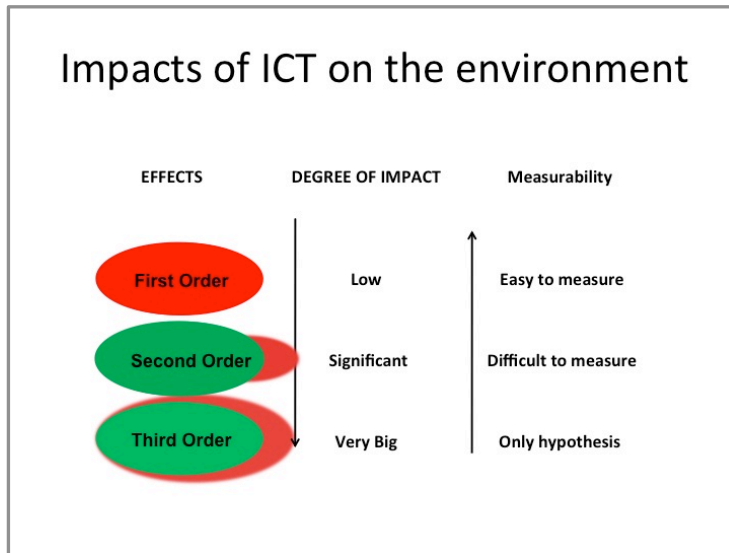 Impacts of ICT on the environment
EFFECTS DEGREE OF IMPACT Measurability
First Order Low Easy to measure
Second Order Significant Difficult to measure
Third Order Very Big Only hypothesis